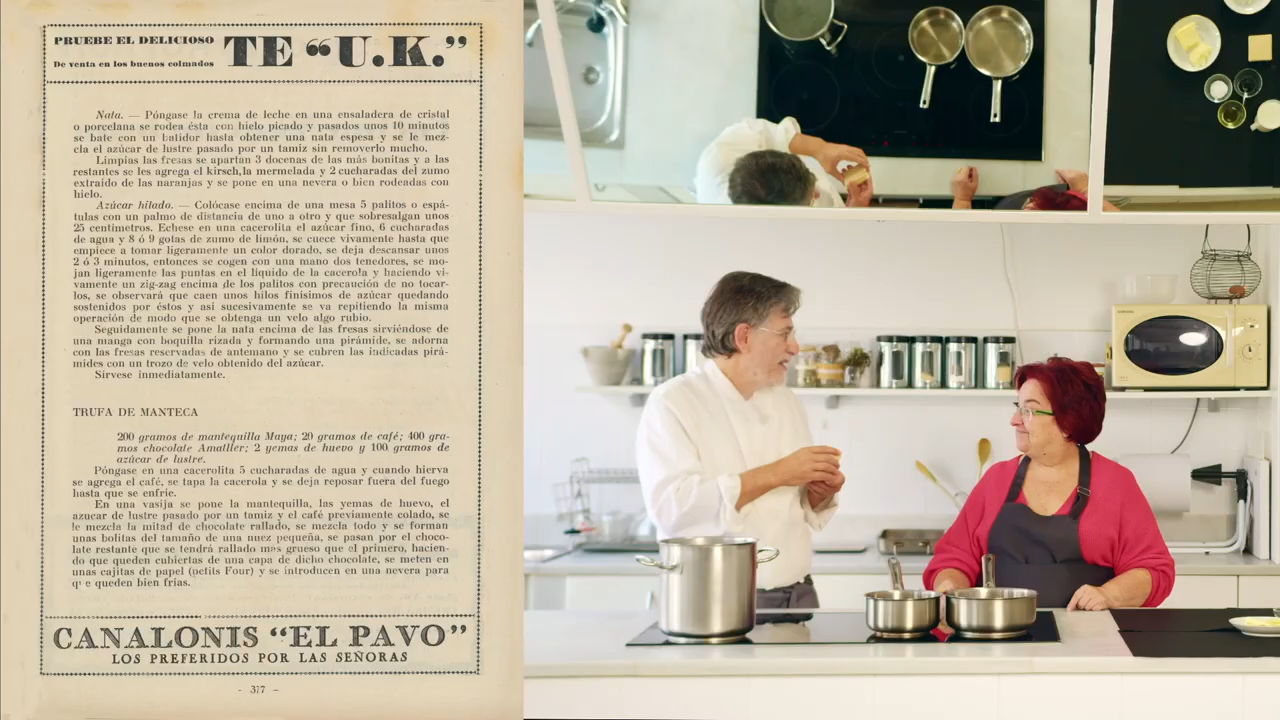 PRUEBE EL DELICIOSO
De venta en los buenos colmados
TE “U.K.”
Nata. — Póngase la crema de leche en una ensaladera de cristal
o porcelana se rodea ésta con hielo picado y pasados unos 10 minutos
se bate con un batidor hasta obtener una nata espesa y se le mez-
cla el azúcar de lustre pasado por un tamiz sin removerlo mucho.
Limpias las fresas se apartan 3 docenas de las más bonitas y a las
restantes se les agrega el kirsch, la mermelada y 2 cucharadas del zumo
extraído de las naranjas y se pone en una nevera o bien rodeadas con
hielo.
Azúcar hilado. — Colócase encima de una mesa 5 palitos o espá-
tulas con un palmo de distancia de uno a otro y que sobresalgan unos
25 centímetros. Echese en una cacerolita el azúcar fino, 6 cucharadas
de agua y 8 ó 9 gotas de zumo de limón, se cuece vivamente hasta que
empiece a tomar ligeramente un color dorado, se deja descansar unos
2 ó 3 minutos, entonces se cogen con una mano dos tenedores, se mo-
jan ligeramente las puntas en el líquido de la cacerola y haciendo vi-
vamente un zig-zag encima de los palitos con precaución de no tocar-
los, se observará que caen unos hilos finísimos de azúcar quedando
sostenidos por éstos y así sucesivamente se va repitiendo la misma
operación de modo que se obtenga un velo algo rubio.
Seguidamente se pone la nata encima de las fresas sirviéndose de
una manga con boquilla rizada y formando una pirámide, se adorna
con las fresas reservadas de antemano y se cubren las indicadas pirá-
mides con un trozo de velo obtenido del azúcar.
Sírvese inmediatamente.
TRUFA DE MANTECA
200 gramos de mantequilla Maya; 20 gramos de café; 400 gra-
mos chocolate Amatller; 2 yemas de huevo y 100 gramos de
azúcar de lustre.
Póngase en una cacerolita 5 cucharadas de agua y cuando hierva
se agrega el café, se tapa la cacerola y se deja reposar fuera del fuego
hasta que se enfríe.
En una vasija se pone la mantequilla, las yemas de huevo, el
azucar de lustre pasado por un tamiz y el café previamente colado, se
le mezcla la mitad de chocolate rallado, se mezcla todo y se forman
unas bolitas del tamaño de una nuez pequeña, se pasan por el choco-
late restante que se tendrá rallado más grueso que el primero, hacien-
do que queden cubiertas de una capa de dicho chocolate, se meten en
unas cajitas de papel (petits Four) y se introducen en una nevera para
que queden bien frías.
CANALONIS “EL PAVO”
LOS PREFERIDOS POR LAS SEÑORAS
- 377 -